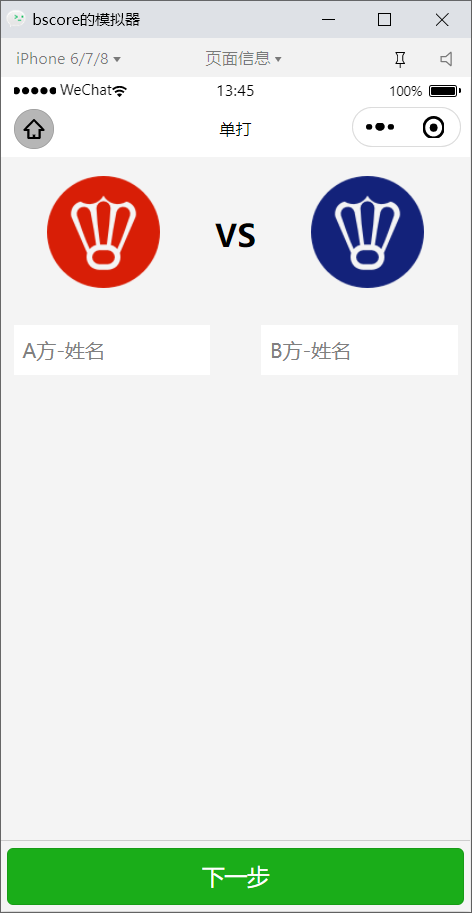 bscore的模拟器
iPhone 6/7/8 页面信息
WeChat 13:45 100%
单打
VS
A方-姓名 B方-姓名
下一步